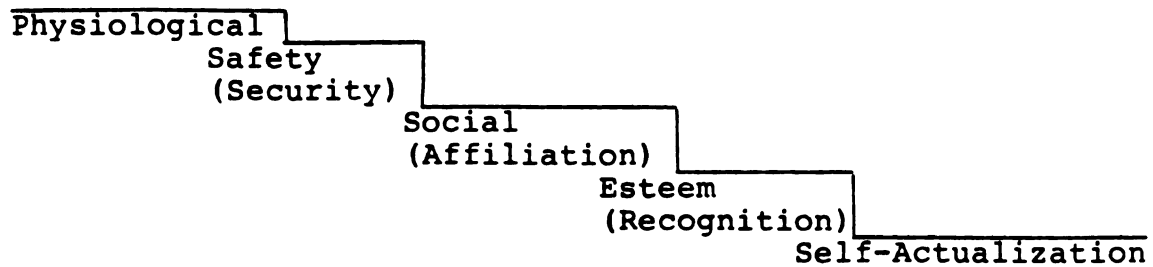 Physiological
Safety
(Security)
Social
(Affiliation)
Esteem
(Recognition)
Self-Actualization